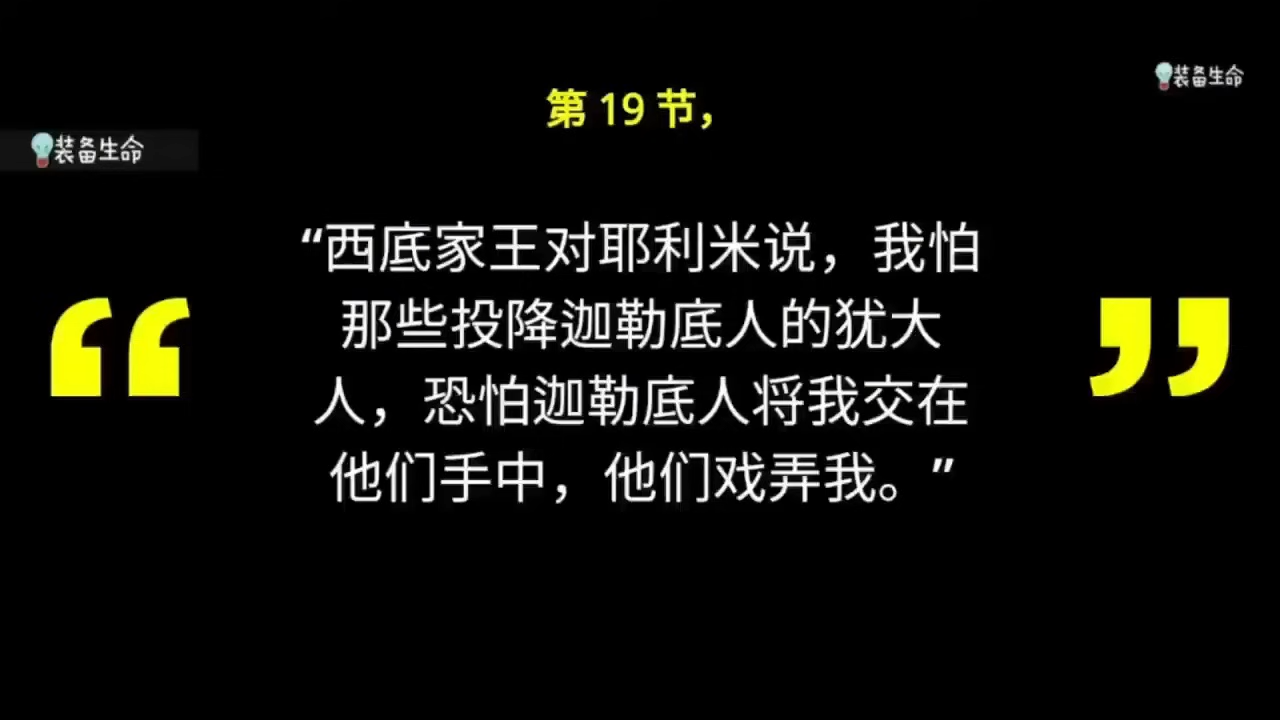 装备生命
第 19 节，
装备生命
“西底家王对耶利米说，我怕
那些投降迦勒底人的犹大
人，恐怕迦勒底人将我交在
他们手中，他们戏弄我。”